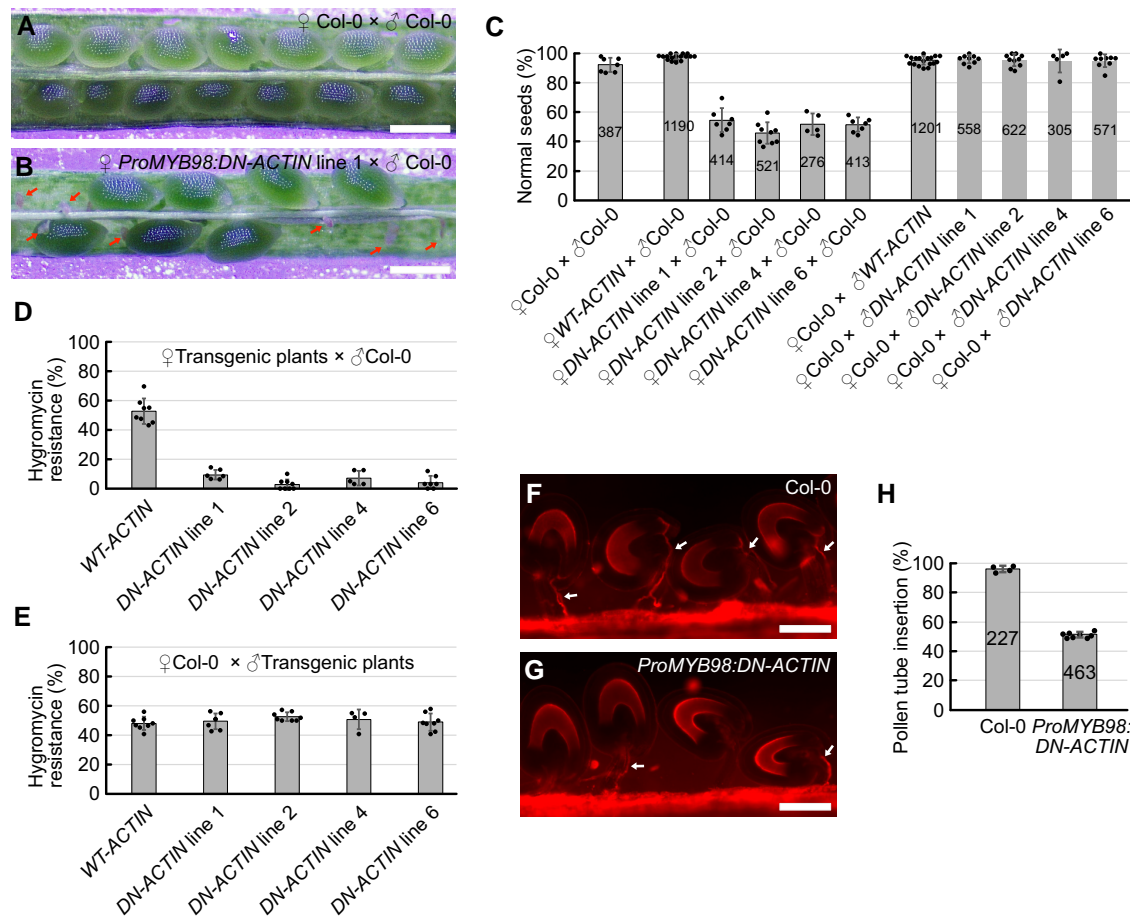 A
♀ Col-0 × ♂ Col-0
B
♀ ProMYB98:DN-ACTIN line 1 × ♂ Col-0
C
Normal seeds (%)
100
80
60
40
20
0
387
1190
414
521
276
413
1201
558
622
305
571
♀Col-0 × ♂Col-0
♀WT-ACTIN × ♂Col-0
♀DN-ACTIN line 1 × ♂Col-0
♀DN-ACTIN line 2 × ♂Col-0
♀DN-ACTIN line 4 × ♂Col-0
♀DN-ACTIN line 6 × ♂Col-0
♀Col-0 × ♂WT-ACTIN
♀Col-0 × ♂DN-ACTIN line 1
♀Col-0 × ♂DN-ACTIN line 2
♀Col-0 × ♂DN-ACTIN line 4
♀Col-0 × ♂DN-ACTIN line 6
D
♀Transgenic plants × ♂Col-0
Hygromycin
resistance (%)
100
80
60
40
20
0
WT-ACTIN
DN-ACTIN line 1
DN-ACTIN line 2
DN-ACTIN line 4
DN-ACTIN line 6
E
♀Col-0 × ♂Transgenic plants
Hygromycin
resistance (%)
100
80
60
40
20
0
WT-ACTIN
DN-ACTIN line 1
DN-ACTIN line 2
DN-ACTIN line 4
DN-ACTIN line 6
F
Col-0
G
ProMYB98:DN-ACTIN
H
Pollen tube insertion (%)
100
80
60
40
20
0
227
463
Col-0
ProMYB98:
DN-ACTIN